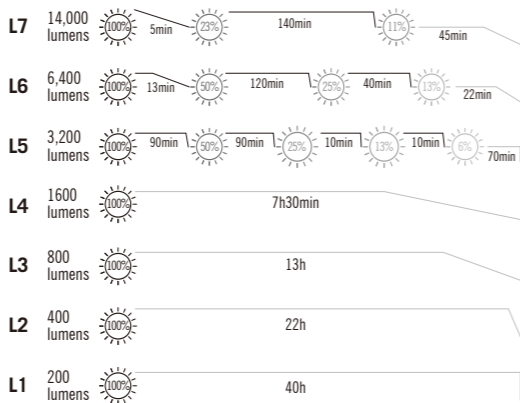 L7 14,000 lumens 100% 5min 23% 140min 11% 45min
L6 6,400 lumens 100% 13min 50% 120min 25% 40min 13% 22min
L5 3,200 lumens 100% 90min 50% 90min 25% 10min 13% 10min 6% 70min
L4 1600 lumens 100% 7h30min
L3 800 lumens 100% 13h
L2 400 lumens 100% 22h
L1 200 lumens 100% 40h